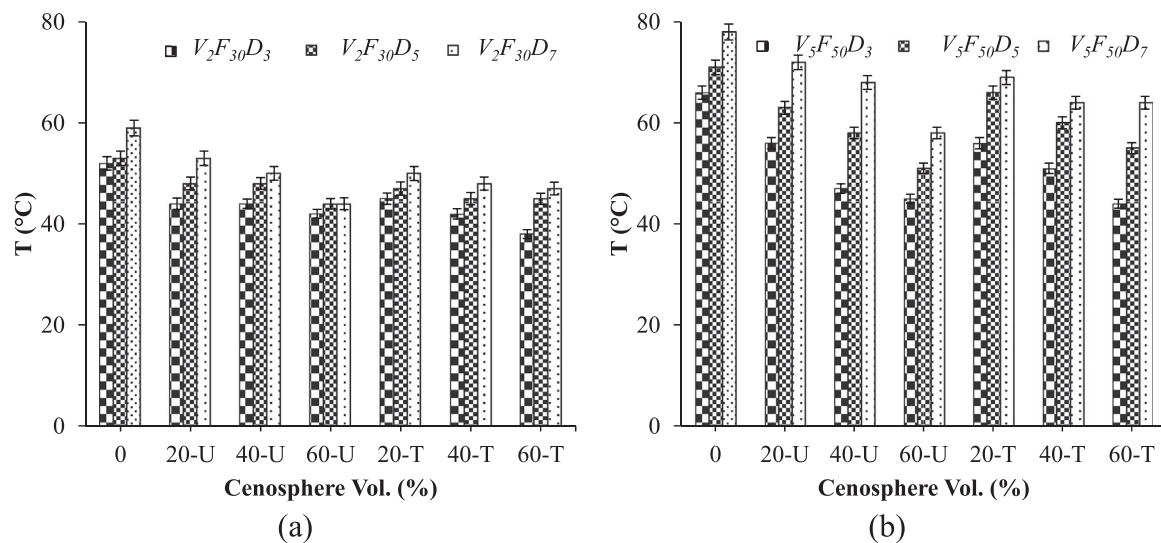 80
60
40
20
0
T (°C)
V2F30D3 V2F30D5 V2F30D7
0 20-U 40-U 60-U 20-T 40-T 60-T
Cenosphere Vol. (%)
(a)
80
60
40
20
0
T (°C)
V5F50D3 V5F50D5 V5F50D7
0 20-U 40-U 60-U 20-T 40-T 60-T
Cenosphere Vol. (%)
(b)